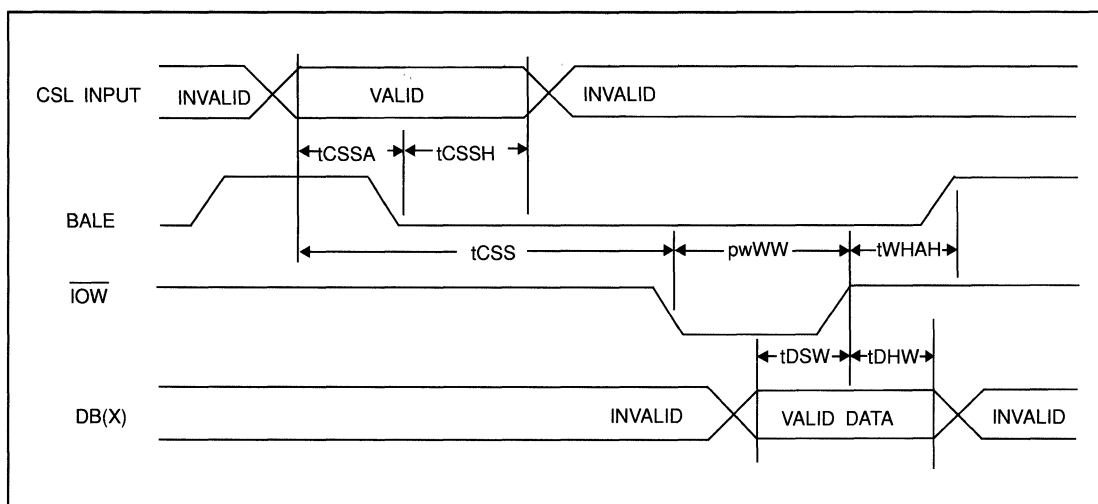 CSL INPUT INVALID VALID INVALID
tCSSA tCSSH
BALE
tCSS pwWW tWHAH
IOW
tDSW tDHW
DB(X) INVALID VALID DATA INVALID